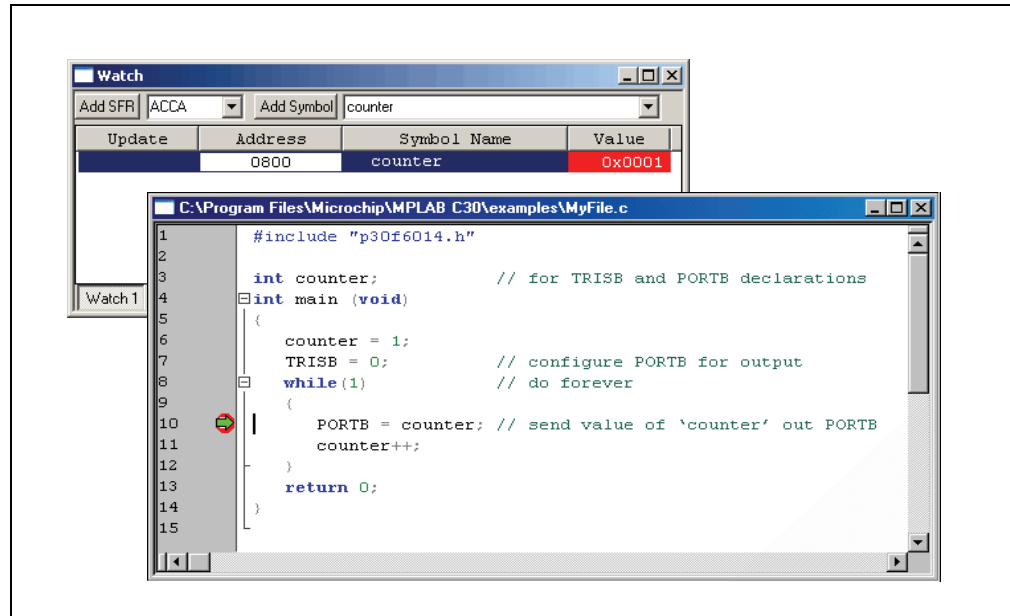 Watch
Add SFR ACCA Add Symbol counter
Update Address Symbol Name Value
0800 counter 0x0001
Watch 1
C:\Program Files\Microchip\MPLAB C30\examples\MyFile.c
1 #include "p30f6014.h"
2
3 int counter; // for TRISB and PORTB declarations
4 int main (void)
5 {
6 counter = 1;
7 TRISB = 0; // configure PORTB for output
8 while(1) // do forever
9 {
10 PORTB = counter; // send value of ‘counter’ out PORTB
11 counter++;
12 }
13 return 0;
14 }
15